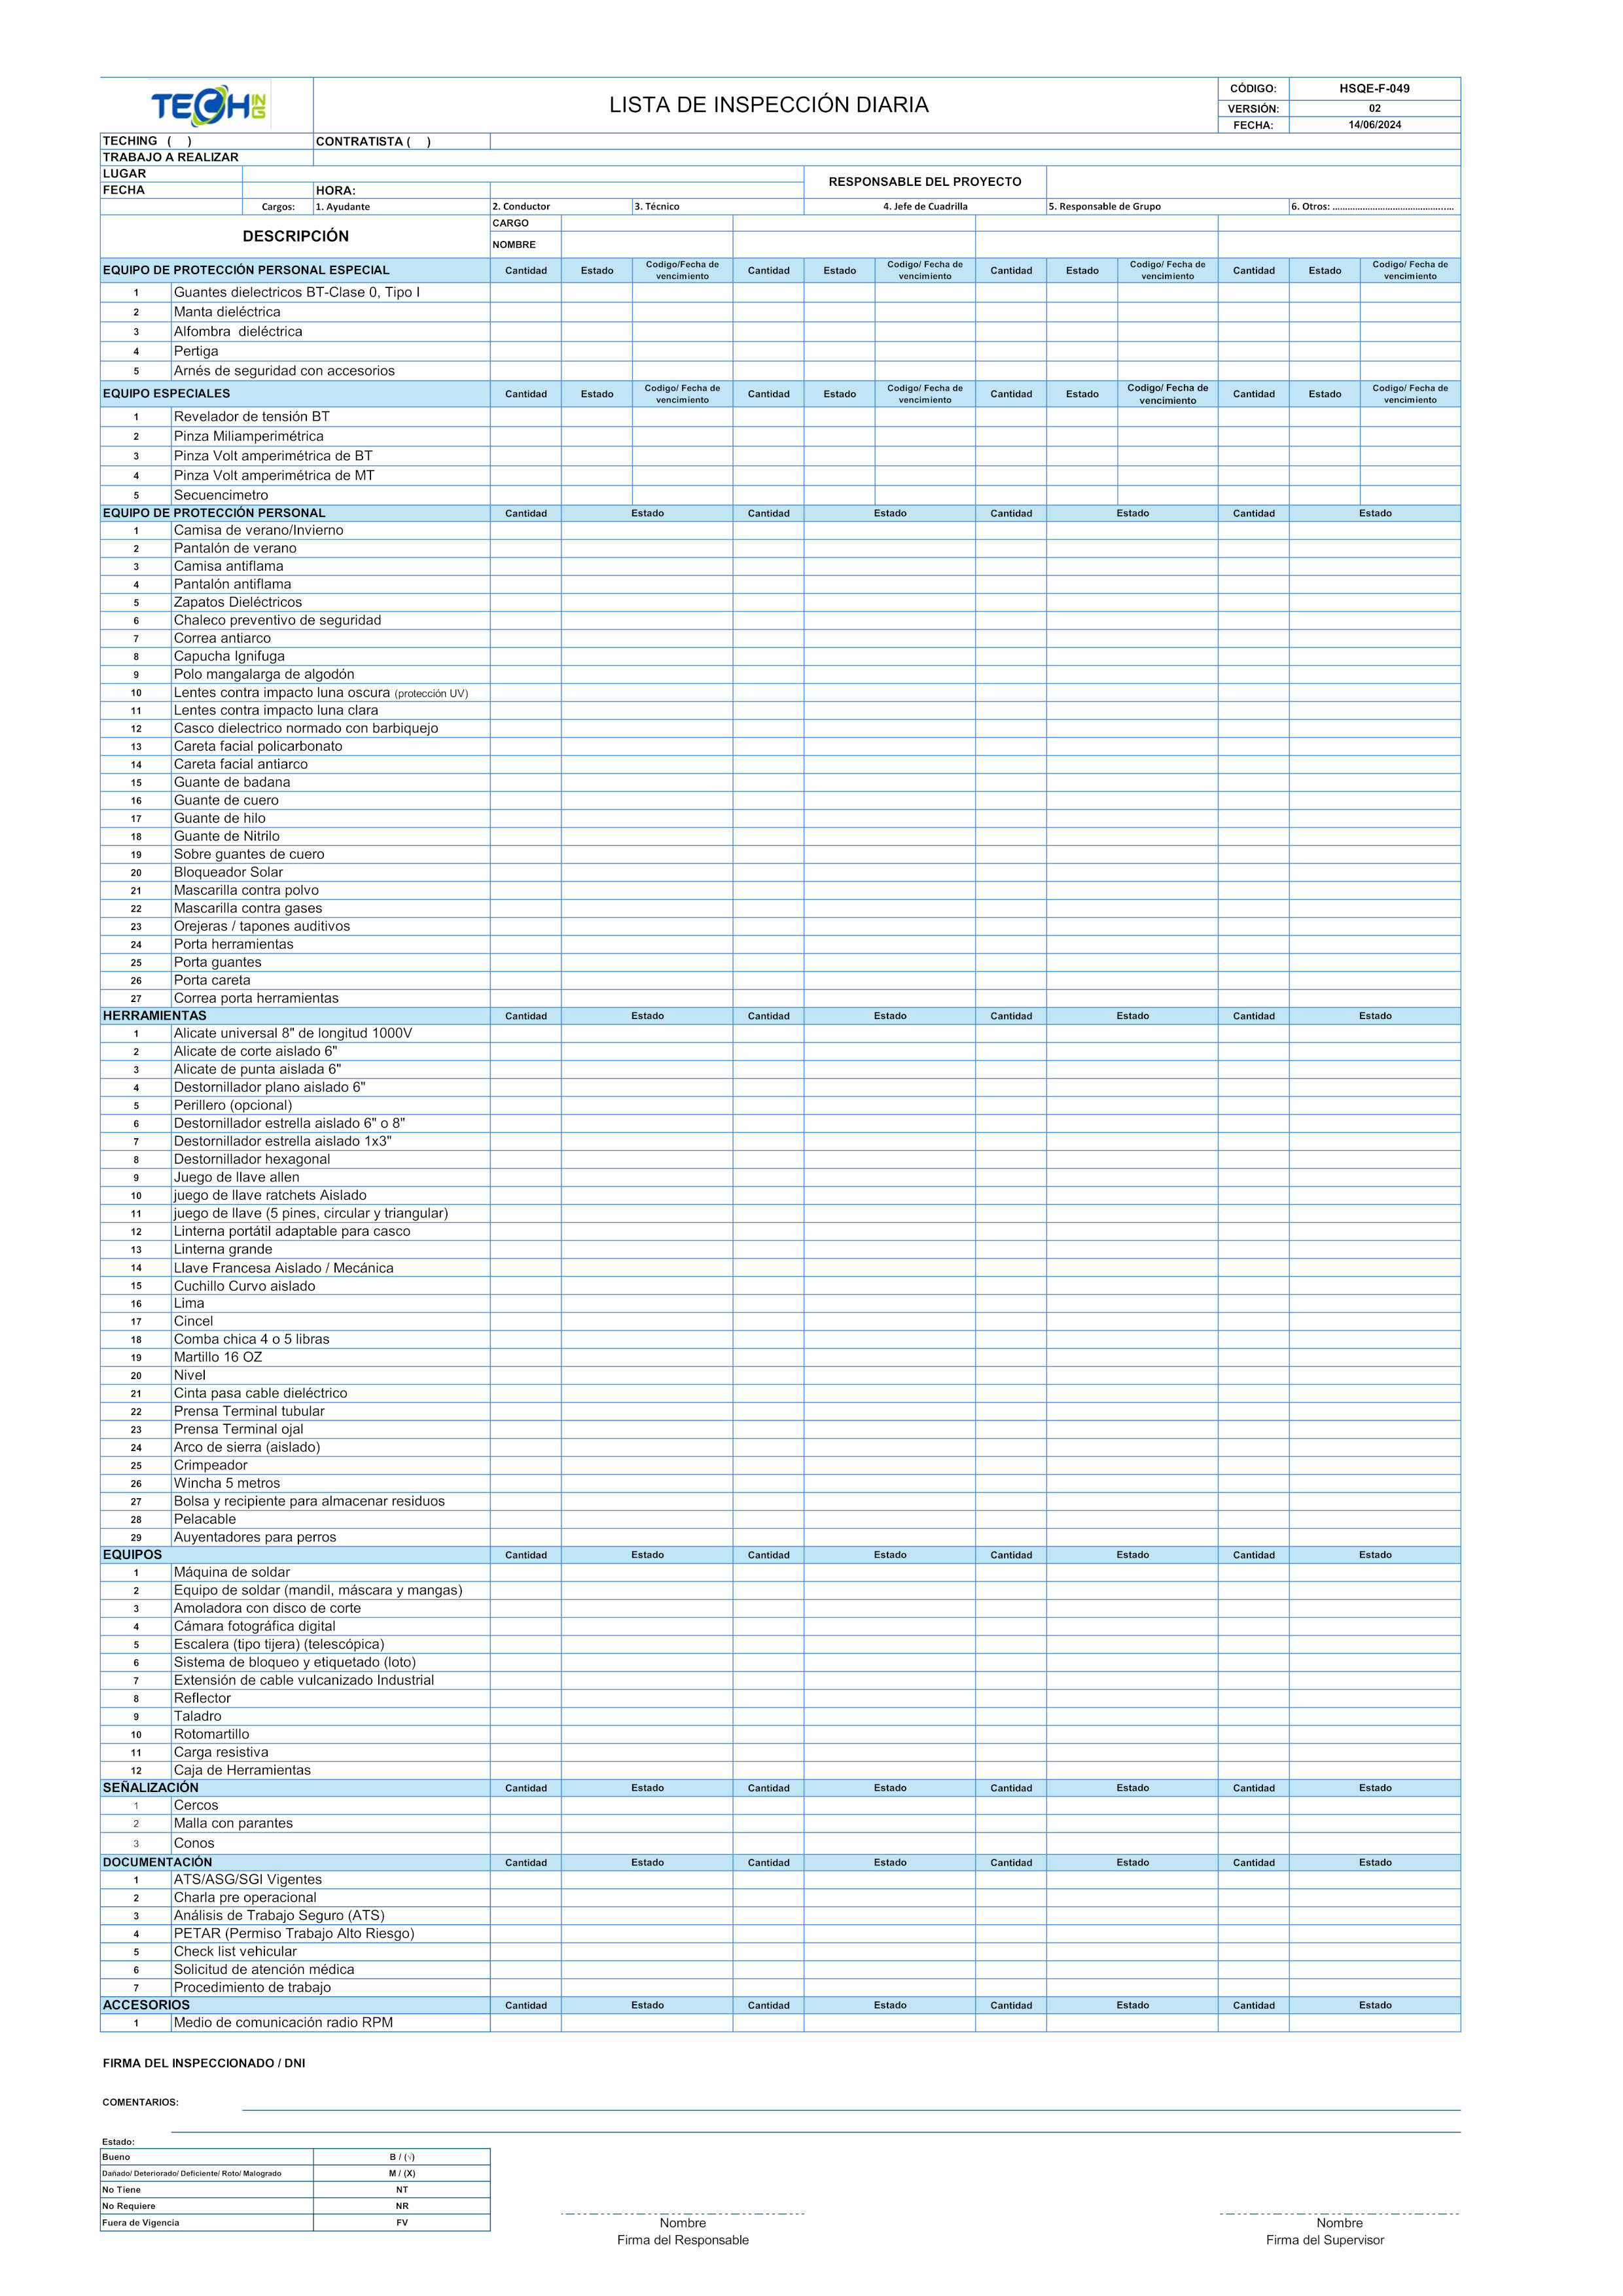 TECHING
LISTA DE INSPECCIÓN DIARIA
CÓDIGO: HSQE-F-049
VERSIÓN: 02
FECHA: 14/06/2024
TECHING ( ) CONTRATISTA ( )
TRABAJO A REALIZAR
LUGAR
RESPONSABLE DEL PROYECTO
FECHA HORA:
Cargos: 1. Ayudante 2. Conductor 3. Técnico 4. Jefe de Cuadrilla 5. Responsable de Grupo 6. Otros: ..............................................
DESCRIPCIÓN
CARGO
NOMBRE
EQUIPO DE PROTECCIÓN PERSONAL ESPECIAL Cantidad Estado Codigo/Fecha de vencimiento Cantidad Estado Codigo/ Fecha de vencimiento Cantidad Estado Codigo/ Fecha de vencimiento Cantidad Estado Codigo/ Fecha de vencimiento
1 Guantes dielectricos BT-Clase 0, Tipo I
2 Manta dieléctrica
3 Alfombra dieléctrica
4 Pertiga
5 Arnés de seguridad con accesorios
EQUIPO ESPECIALES Cantidad Estado Codigo/ Fecha de vencimiento Cantidad Estado Codigo/ Fecha de vencimiento Cantidad Estado Codigo/ Fecha de vencimiento Cantidad Estado Codigo/ Fecha de vencimiento
1 Revelador de tensión BT
2 Pinza Miliamperimétrica
3 Pinza Volt amperimétrica de BT
4 Pinza Volt amperimétrica de MT
5 Secuencimetro
EQUIPO DE PROTECCIÓN PERSONAL Cantidad Estado Cantidad Estado Cantidad Estado Cantidad Estado
1 Camisa de verano/Invierno
2 Pantalón de verano
3 Camisa antiflama
4 Pantalón antiflama
5 Zapatos Dieléctricos
6 Chaleco preventivo de seguridad
7 Correa antiarco
8 Capucha Ignifuga
9 Polo mangalarga de algodón
10 Lentes contra impacto luna oscura (protección UV)
11 Lentes contra impacto luna clara
12 Casco dielectrico normado con barbiquejo
13 Careta facial policarbonato
14 Careta facial antiarco
15 Guante de badana
16 Guante de cuero
17 Guante de hilo
18 Guante de Nitrilo
19 Sobre guantes de cuero
20 Bloqueador Solar
21 Mascarilla contra polvo
22 Mascarilla contra gases
23 Orejeras / tapones auditivos
24 Porta herramientas
25 Porta guantes
26 Porta careta
27 Correa porta herramientas
HERRAMIENTAS Cantidad Estado Cantidad Estado Cantidad Estado Cantidad Estado
1 Alicate universal 8" de longitud 1000V
2 Alicate de corte aislado 6"
3 Alicate de punta aislada 6"
4 Destornillador plano aislado 6"
5 Perillero (opcional)
6 Destornillador estrella aislado 6" o 8"
7 Destornillador estrella aislado 1x3"
8 Destornillador hexagonal
9 Juego de llave allen
10 juego de llave ratchets Aislado
11 juego de llave (5 pines, circular y triangular)
12 Linterna portátil adaptable para casco
13 Linterna grande
14 Llave Francesa Aislado / Mecánica
15 Cuchillo Curvo aislado
16 Lima
17 Cincel
18 Comba chica 4 o 5 libras
19 Martillo 16 OZ
20 Nivel
21 Cinta pasa cable dieléctrico
22 Prensa Terminal tubular
23 Prensa Terminal ojal
24 Arco de sierra (aislado)
25 Crimpeador
26 Wincha 5 metros
27 Bolsa y recipiente para almacenar residuos
28 Pelacable
29 Auyentadores para perros
EQUIPOS Cantidad Estado Cantidad Estado Cantidad Estado Cantidad Estado
1 Máquina de soldar
2 Equipo de soldar (mandil, máscara y mangas)
3 Amoladora con disco de corte
4 Cámara fotográfica digital
5 Escalera (tipo tijera) (telescópica)
6 Sistema de bloqueo y etiquetado (loto)
7 Extensión de cable vulcanizado Industrial
8 Reflector
9 Taladro
10 Rotomartillo
11 Carga resistiva
12 Caja de Herramientas
SEÑALIZACIÓN Cantidad Estado Cantidad Estado Cantidad Estado Cantidad Estado
1 Cercos
2 Malla con parantes
3 Conos
DOCUMENTACIÓN Cantidad Estado Cantidad Estado Cantidad Estado Cantidad Estado
1 ATS/ASG/SGI Vigentes
2 Charla pre operacional
3 Análisis de Trabajo Seguro (ATS)
4 PETAR (Permiso Trabajo Alto Riesgo)
5 Check list vehicular
6 Solicitud de atención médica
7 Procedimiento de trabajo
ACCESORIOS Cantidad Estado Cantidad Estado Cantidad Estado Cantidad Estado
1 Medio de comunicación radio RPM
FIRMA DEL INSPECCIONADO / DNI
COMENTARIOS:
Estado:
Bueno B / (√)
Dañado/ Deteriorado/ Deficiente/ Roto/ Malogrado M / (X)
No Tiene NT
No Requiere NR
Fuera de Vigencia FV
Nombre Nombre
Firma del Responsable Firma del Supervisor